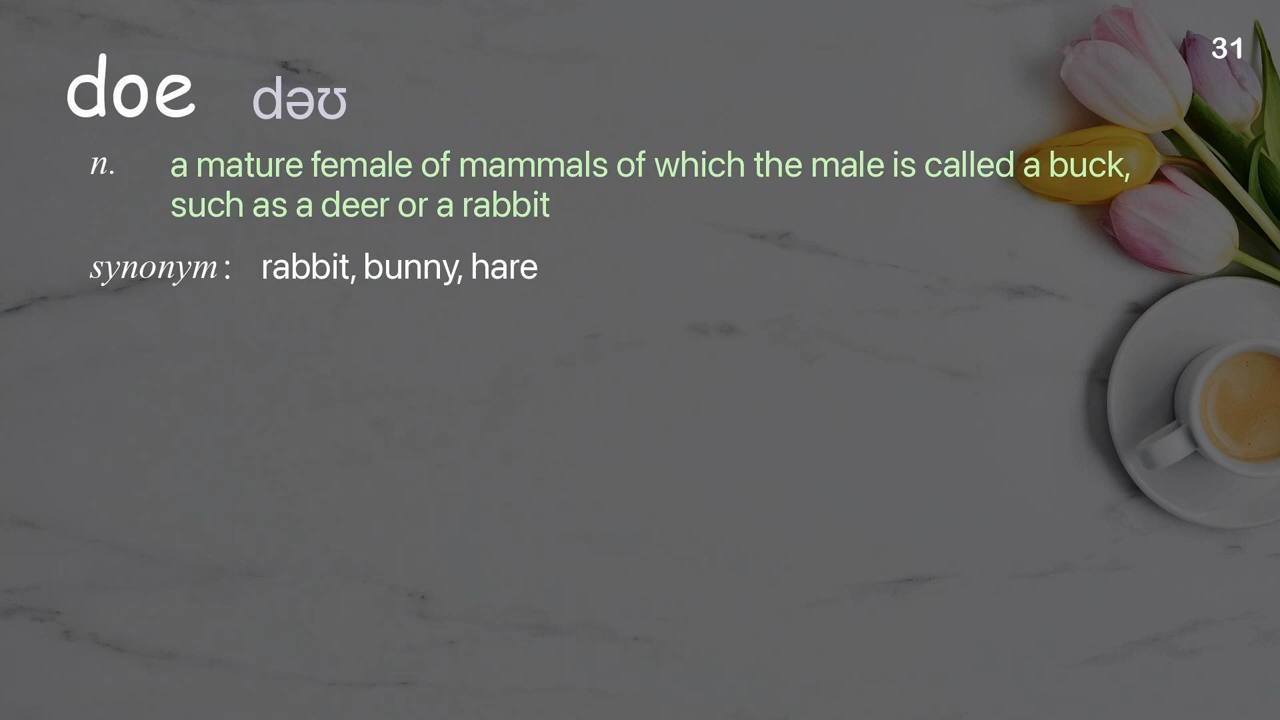 31
doe dəʊ
n. a mature female of mammals of which the male is called a buck,
such as a deer or a rabbit
synonym: rabbit, bunny, hare